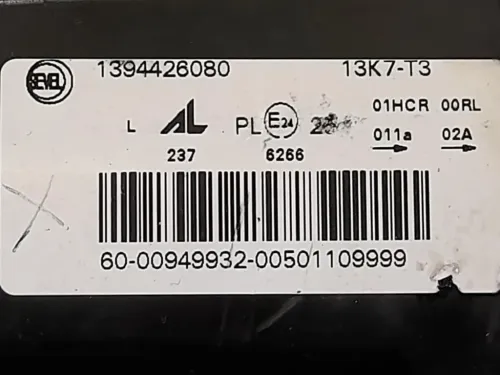 SEVEL 1394426080 13K7-T3
01HCR 00RL
L AL PL E24
011a 02A
237 6266
60-00949932-00501109999